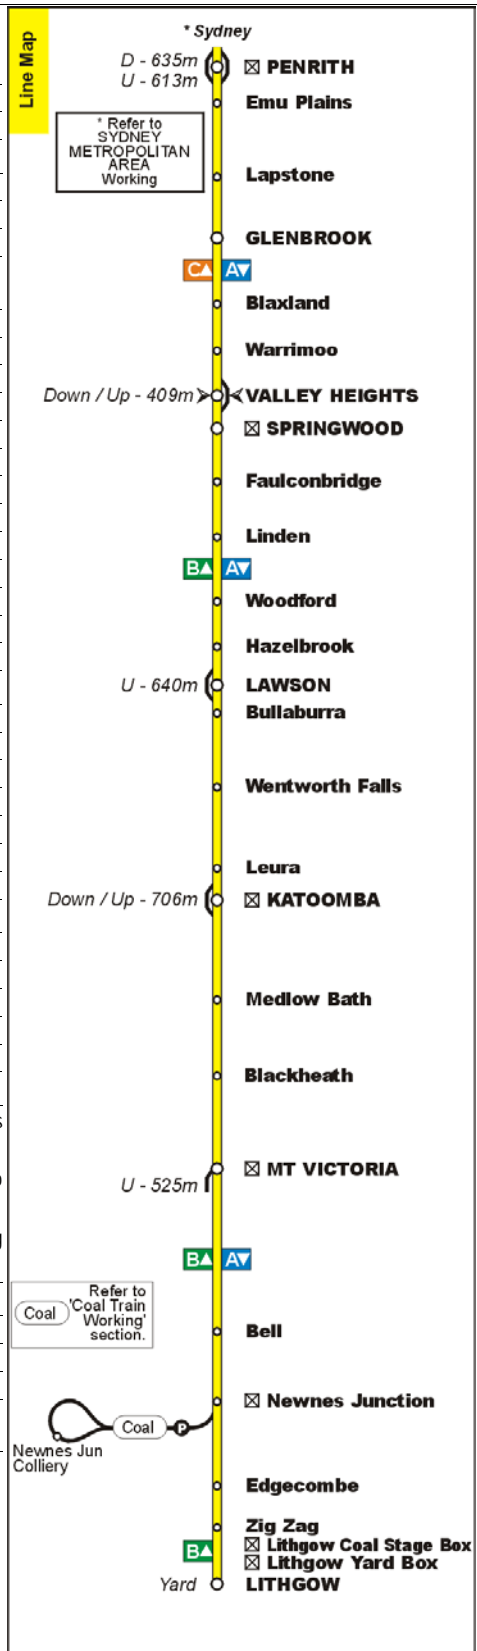 Line Map
* Sydney
D - 635m
U - 613m
PENRITH
Emu Plains
* Refer to
SYDNEY
METROPOLITAN
AREA
Working
Lapstone
GLENBROOK
C▲ A▼
Blaxland
Warrimoo
Down / Up - 409m
VALLEY HEIGHTS
SPRINGWOOD
Faulconbridge
Linden
B▲ A▼
Woodford
Hazelbrook
U - 640m
LAWSON
Bullaburra
Wentworth Falls
Leura
Down / Up - 706m
KATOOMBA
Medlow Bath
Blackheath
MT VICTORIA
U - 525m
B▲ A▼
Coal
Refer to
'Coal Train
Working'
section.
Bell
Newnes Junction
Coal
P
Newnes Jun
Colliery
Edgecombe
Zig Zag
Lithgow Coal Stage Box
B▲
Lithgow Yard Box
Yard
LITHGOW